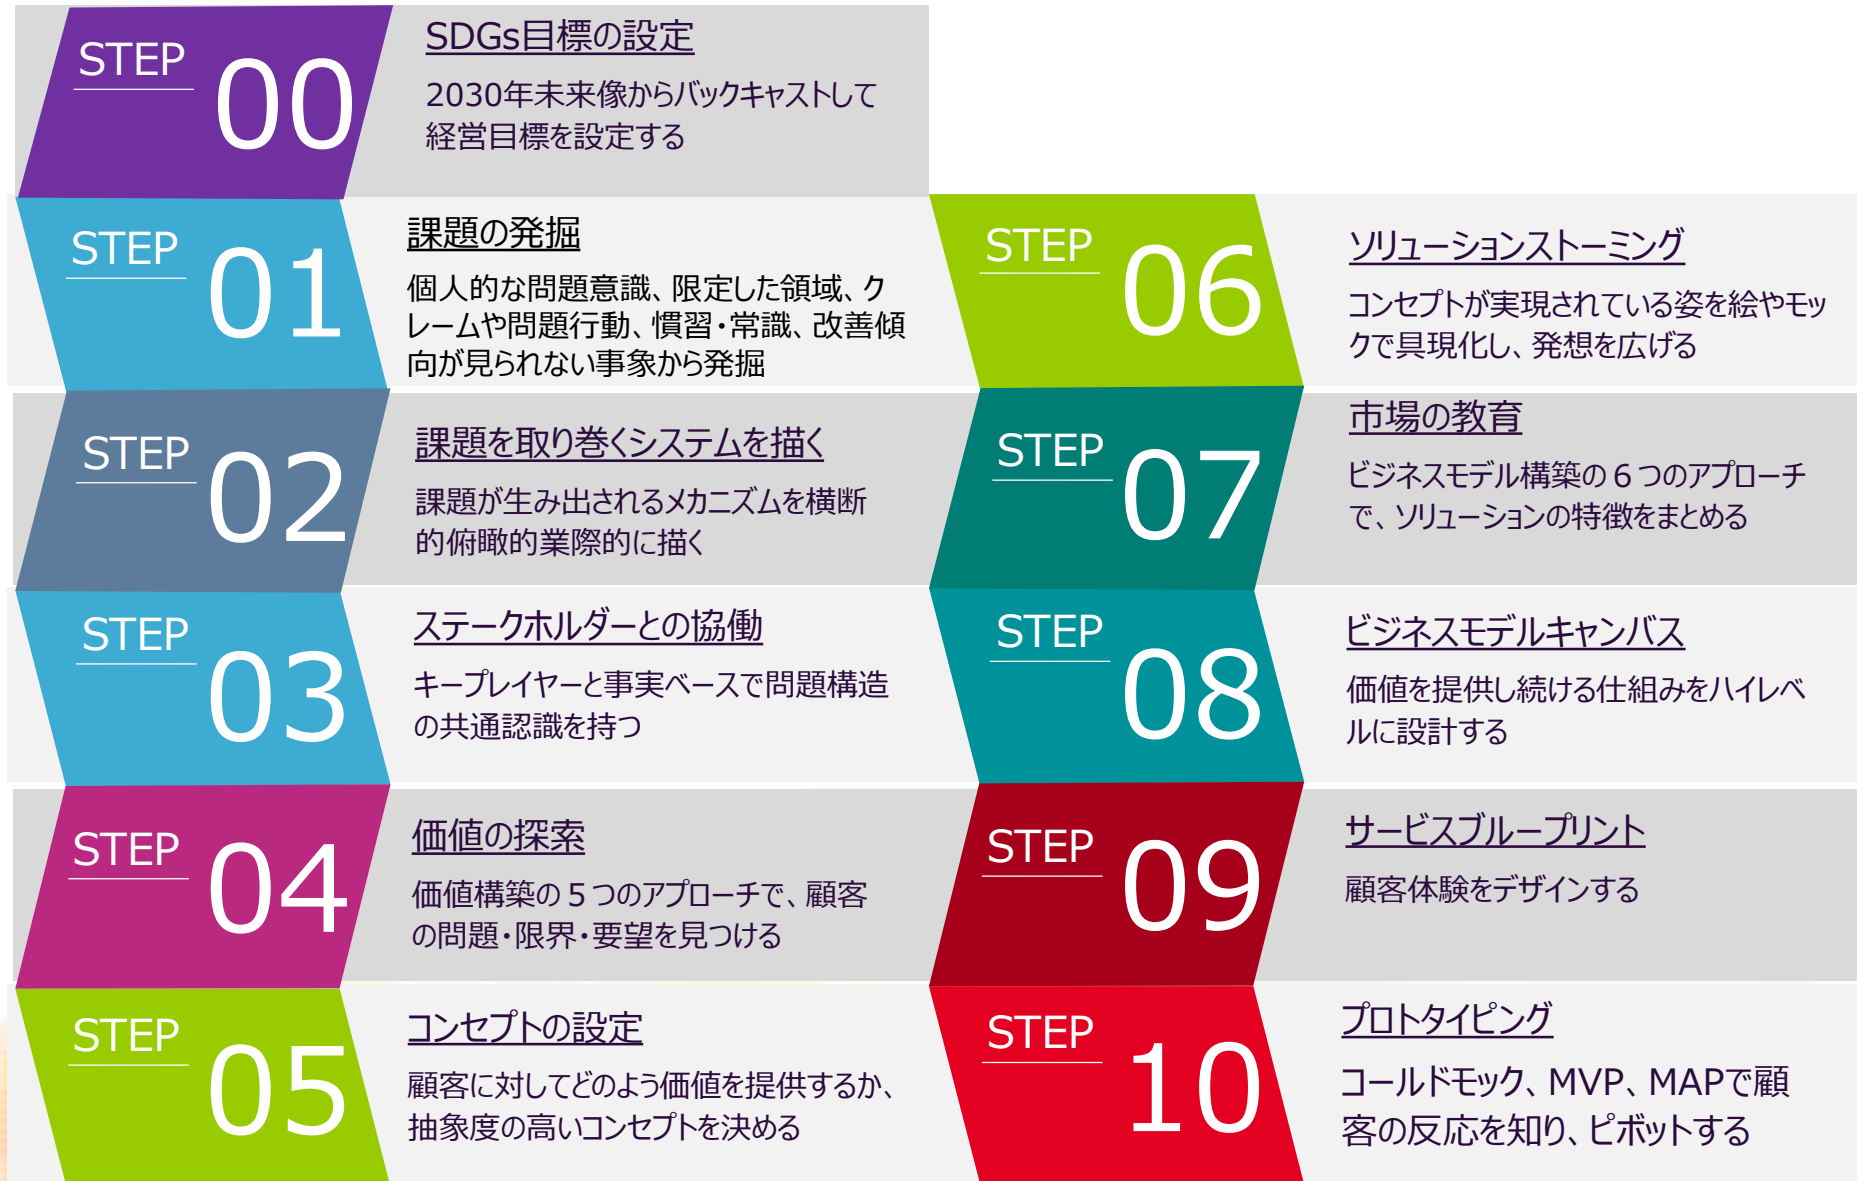 STEP
00
SDGs目標の設定
2030年未来像からバックキャストして
経営目標を設定する
STEP
01
課題の発掘
個人的な問題意識、限定した領域、ク
レームや問題行動、慣習・常識、改善傾
向が見られない事象から発掘
STEP
02
課題を取り巻くシステムを描く
課題が生み出されるメカニズムを横断
的俯瞰的業際的に描く
STEP
03
ステークホルダーとの協働
キープレイヤーと事実ベースで問題構造
の共通認識を持つ
STEP
04
価値の探索
価値構築の５つのアプローチで、顧客
の問題・限界・要望を見つける
STEP
05
コンセプトの設定
顧客に対してどのよう価値を提供するか、
抽象度の高いコンセプトを決める
STEP
06
ソリューションストーミング
コンセプトが実現されている姿を絵やモッ
クで具現化し、発想を広げる
STEP
07
市場の教育
ビジネスモデル構築の６つのアプローチ
で、ソリューションの特徴をまとめる
STEP
08
ビジネスモデルキャンバス
価値を提供し続ける仕組みをハイレベ
ルに設計する
STEP
09
サービスブループリント
顧客体験をデザインする
STEP
10
プロトタイピング
コールドモック、MVP、MAPで顧
客の反応を知り、ピボットする